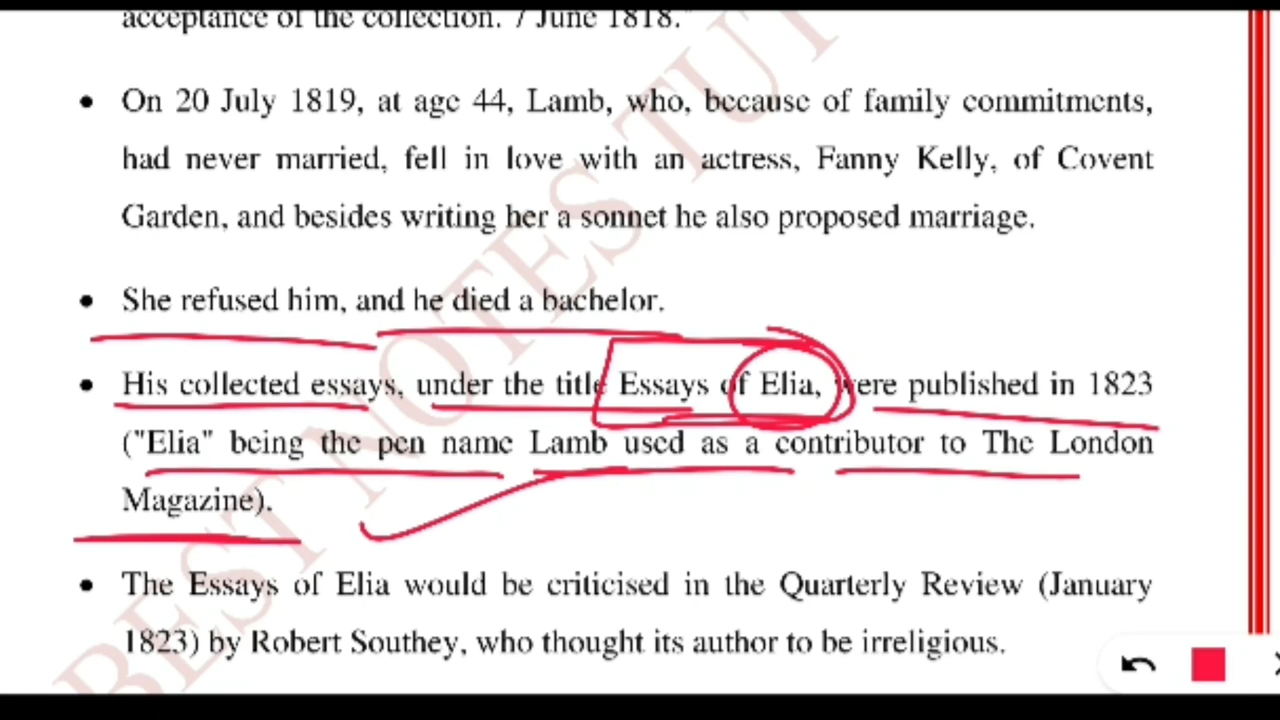 acceptance of the collection. 7 June 1818."
• On 20 July 1819, at age 44, Lamb, who, because of family commitments,
had never married, fell in love with an actress, Fanny Kelly, of Covent
Garden, and besides writing her a sonnet he also proposed marriage.
• She refused him, and he died a bachelor.
• His collected essays, under the title Essays of Elia, were published in 1823
("Elia" being the pen name Lamb used as a contributor to The London
Magazine).
• The Essays of Elia would be criticised in the Quarterly Review (January
1823) by Robert Southey, who thought its author to be irreligious.
BEST NOTES TUT